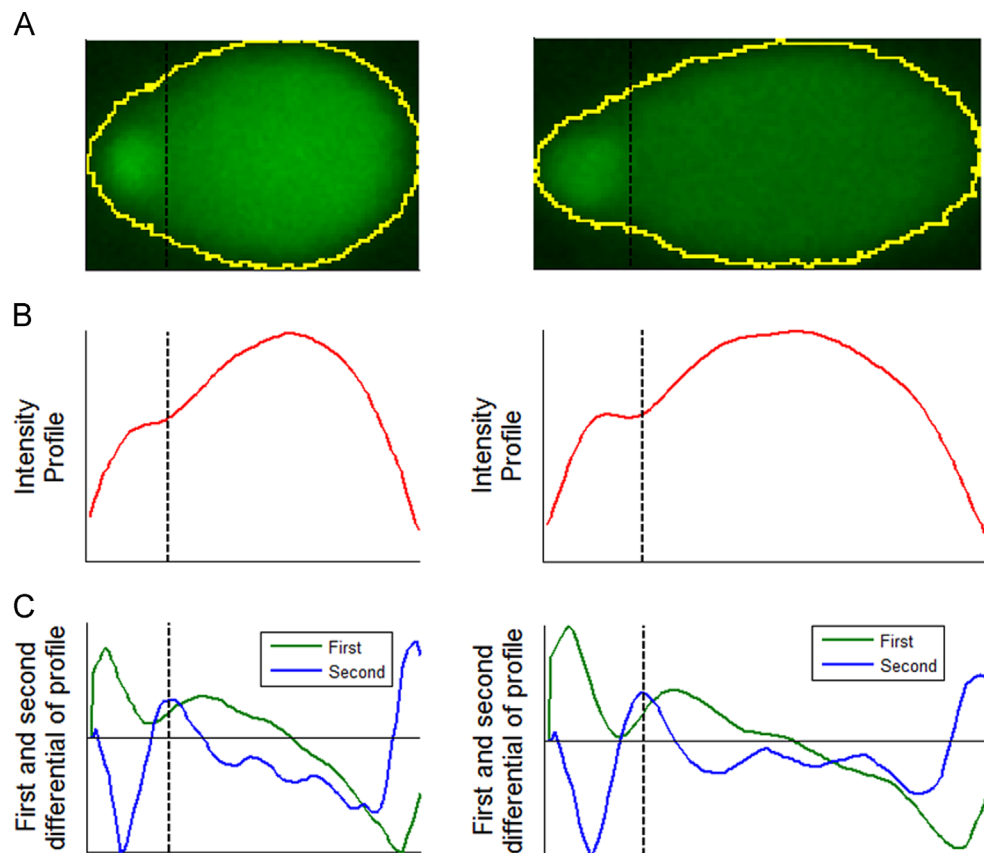 A
B
Intensity
Profile
Intensity
Profile
C
First and second
differential of profile
First
Second
First and second
differential of profile
First
Second